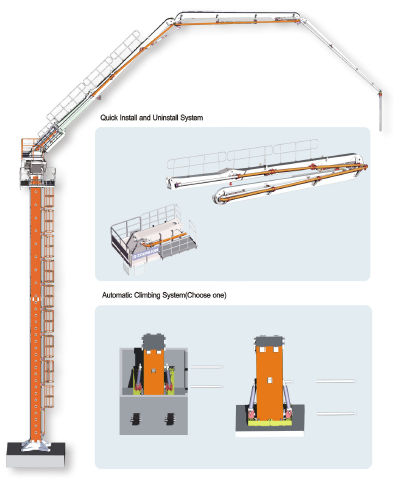 Quick Install and Uninstall System
Automatic Climbing System(Choose one)